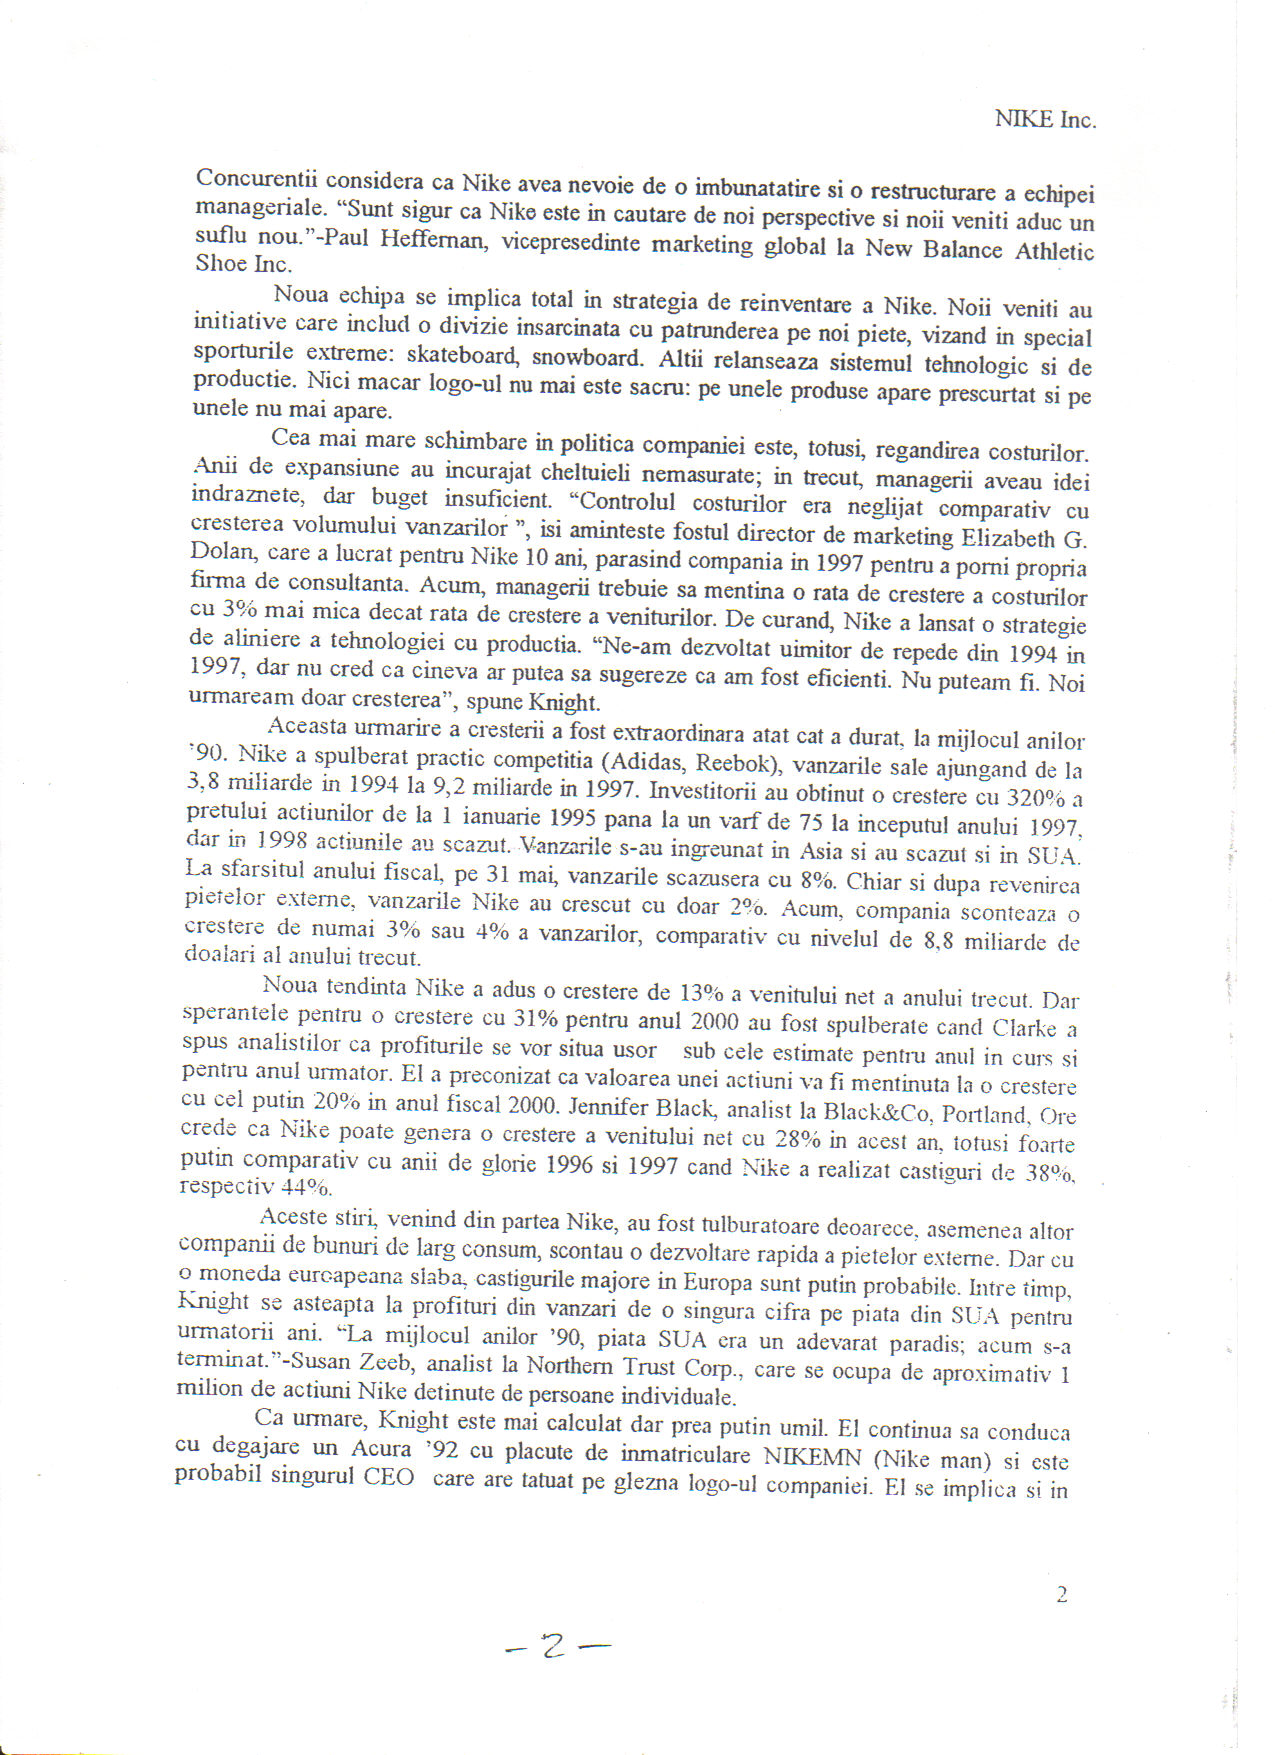 NIKE Inc.
Concurentii considera ca Nike avea nevoie de o imbunatatire si o restructurare a echipei
manageriale. “Sunt sigur ca Nike este in cautare de noi perspective si noii veniti aduc un
suflu nou.”-Paul Heffernan, vicepresedinte marketing global la New Balance Athletic
Shoe Inc.
Noua echipa se implica total in strategia de reinventare a Nike. Noii veniti au
initiative care includ o divizie insarcinata cu patrunderea pe noi piete, vizand in special
sporturile extreme: skateboard, snowboard. Altii relanseaza sistemul tehnologic si de
productie. Nici macar logo-ul nu mai este sacru: pe unele produse apare prescurtat si pe
unele nu mai apare.
Cea mai mare schimbare in politica companiei este, totusi, regandirea costurilor.
Anii de expansiune au incurajat cheltuieli nemasurate; in trecut, managerii aveau idei
indraznete, dar buget insuficient. “Controlul costurilor era neglijat comparativ cu
cresterea volumului vanzarilor ”, isi aminteste fostul director de marketing Elizabeth G.
Dolan, care a lucrat pentru Nike 10 ani, parasind compania in 1997 pentru a porni propria
firma de consultanta. Acum, managerii trebuie sa mentina o rata de crestere a costurilor
cu 3% mai mica decat rata de crestere a veniturilor. De curand, Nike a lansat o strategie
de aliniere a tehnologiei cu productia. “Ne-am dezvoltat uimitor de repede din 1994 in
1997, dar nu cred ca cineva ar putea sa sugereze ca am fost eficienti. Nu puteam fi. Noi
urmaream doar cresterea”, spune Knight.
Aceasta urmarire a cresterii a fost extraordinara atat cat a durat, la mijlocul anilor
'90. Nike a spulberat practic competitia (Adidas, Reebok), vanzarile sale ajungand de la
3,8 miliarde in 1994 la 9,2 miliarde in 1997. Investitorii au obtinut o crestere cu 320% a
pretului actiunilor de la 1 ianuarie 1995 pana la un varf de 75 la inceputul anului 1997,
dar in 1998 actiunile au scazut. Vanzarile s-au ingreunat in Asia si au scazut si in SUA.
La sfarsitul anului fiscal, pe 31 mai, vanzarile scazusera cu 8%. Chiar si dupa revenirea
pietelor externe, vanzarile Nike au crescut cu doar 2%. Acum, compania sconteaza o
crestere de numai 3% sau 4% a vanzarilor, comparativ cu nivelul de 8,8 miliarde de
doalari al anului trecut.
Noua tendinta Nike a adus o crestere de 13% a venitului net a anului trecut. Dar
sperantele pentru o crestere cu 31% pentru anul 2000 au fost spulberate cand Clarke a
spus analistilor ca profiturile se vor situa usor sub cele estimate pentru anul in curs si
pentru anul urmator. El a preconizat ca valoarea unei actiuni va fi mentinuta la o crestere
cu cel putin 20% in anul fiscal 2000. Jennifer Black, analist la Black&Co, Portland, Ore
crede ca Nike poate genera o crestere a venitului net cu 28% in acest an, totusi foarte
putin comparativ cu anii de glorie 1996 si 1997 cand Nike a realizat castiguri de 38%,
respectiv 44%.
Aceste stiri, venind din partea Nike, au fost tulburatoare deoarece, asemenea altor
companii de bunuri de larg consum, scontau o dezvoltare rapida a pietelor externe. Dar cu
o moneda euroapeana slaba, castigurile majore in Europa sunt putin probabile. Intre timp,
Knight se asteapta la profituri din vanzari de o singura cifra pe piata din SUA pentru
urmatorii ani. “La mijlocul anilor ’90, piata SUA era un adevarat paradis; acum s-a
terminat.”-Susan Zeeb, analist la Northern Trust Corp., care se ocupa de aproximativ 1
milion de actiuni Nike detinute de persoane individuale.
Ca urmare, Knight este mai calculat dar prea putin umil. El continua sa conduca
cu degajare un Acura ’92 cu placute de inmatriculare NIKEMN (Nike man) si este
probabil singurul CEO care are tatuat pe glezna logo-ul companiei. El se implica si in
2
- 2 -